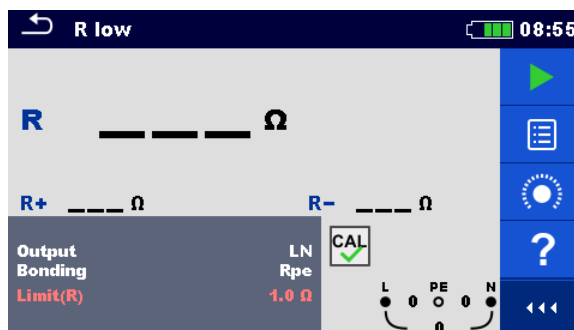 R low 08:55
R ___ Ω
R+ ___ Ω R- ___ Ω
Output LN
Bonding Rpe
Limit(R) 1.0 Ω
CAL
?
L PE N
0 0
0